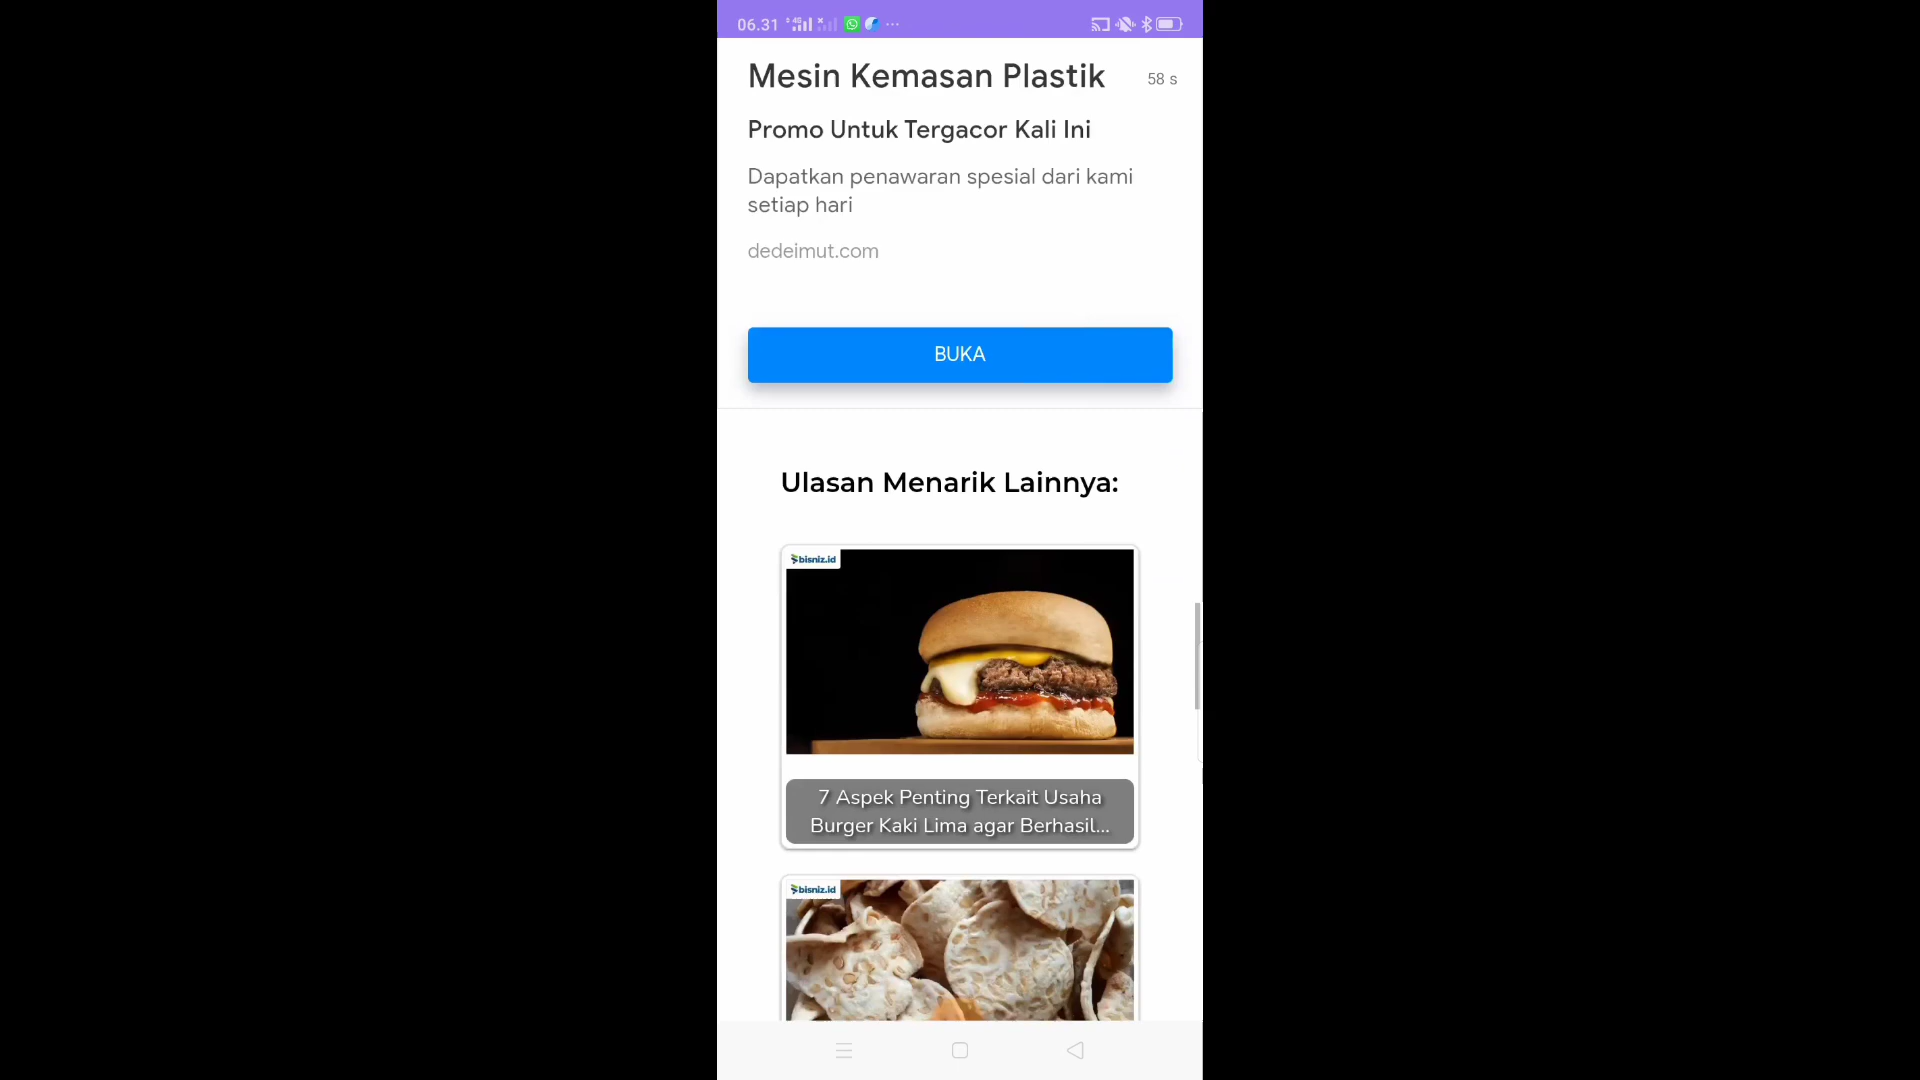 06.31
Mesin Kemasan Plastik
58 s
Promo Untuk Tergacor Kali Ini
Dapatkan penawaran spesial dari kami
setiap hari
dedeimut.com
BUKA
Ulasan Menarik Lainnya:
bisniz.id
7 Aspek Penting Terkait Usaha
Burger Kaki Lima agar Berhasil...
bisniz.id